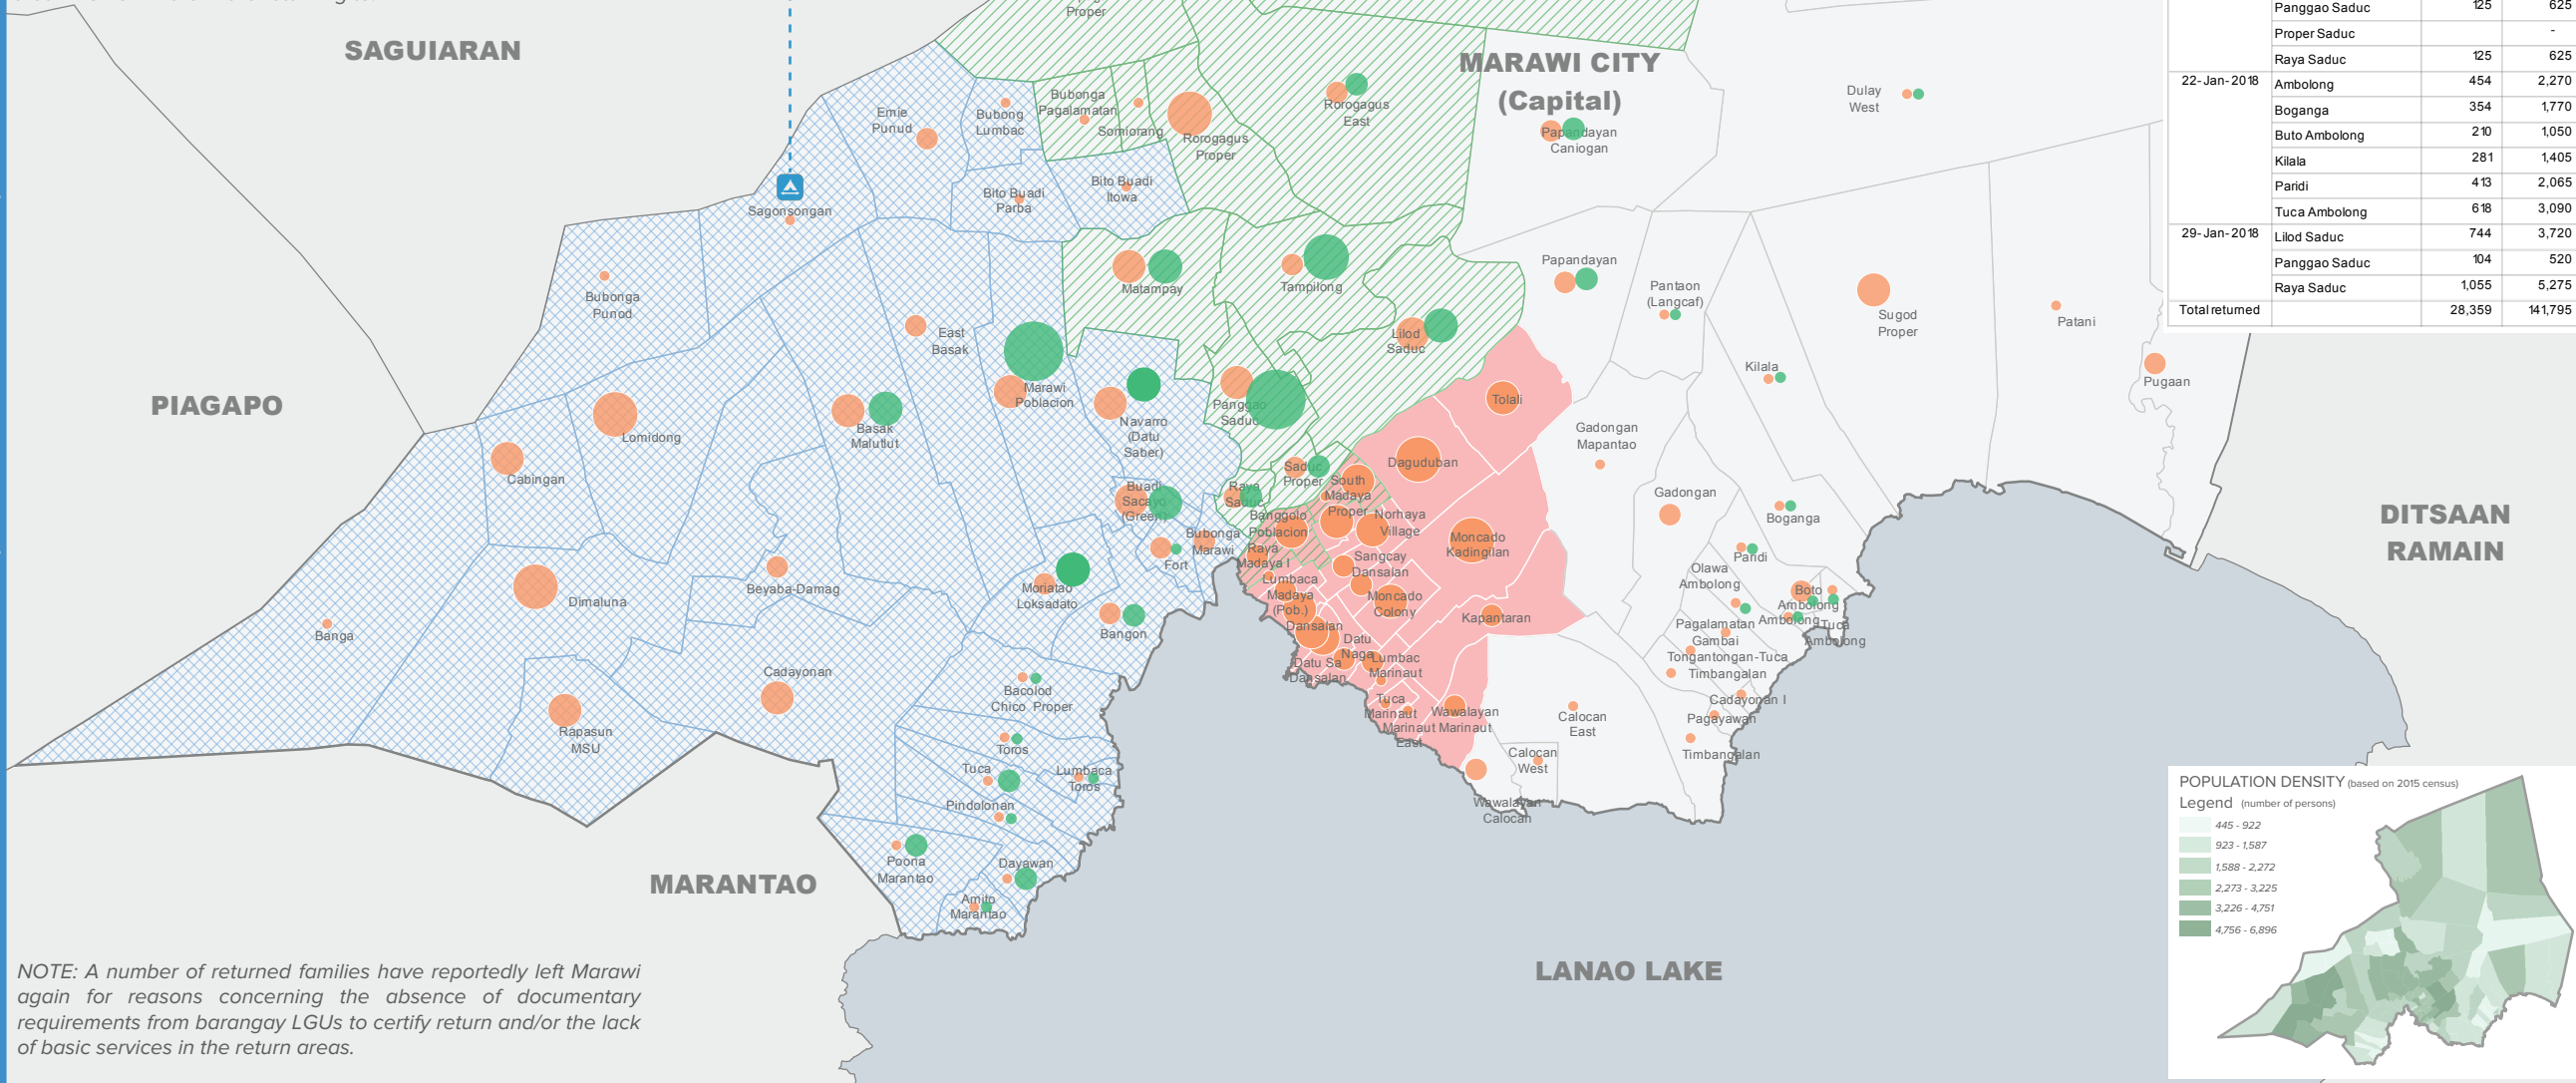 Proper
SAGUIARAN
MARAWI CITY
(Capital)
PIAGAPO
MARANTAO
LANAO LAKE
DITSAAN
RAMAIN
Emie
Punud
Bubong
Lumbac
Bubonga
Pagalamatan
Somiorang
Rorogagus
Proper
Rorogagus
East
Papandayan
Caniogan
Dulay
West
Sagonsongan
Bito Buadi
Parba
Bito Buadi
Itowa
Bubonga
Punod
Matampay
Tampilong
Papandayan
Pantaon
(Langcaf)
Sugod
Proper
Patani
Pugaan
East
Basak
Marawi
Poblacion
Lilod
Saduc
Kilala
Lomidong
Basak
Malutlut
Navarro
(Datu
Saber)
Panggao
Saduc
Tolali
Cabingan
Gadongan
Mapantao
Daguduban
Saduc
Proper
South
Madaya
Proper
Buadi
Sacayo
(Green)
Raya
Saduc
Banggolo
Poblacion
Norhaya
Village
Gadongan
Boganga
Bubonga
Marawi
Fort
Raya
Madaya I
Sangcay
Dansalan
Moncado
Kadingilan
Paridi
Beyaba-Damag
Moriatao
Loksadato
Lumbaca
Madaya
(Pob.)
Moncado
Colony
Olawa
Ambolong
Boto
Ambolong
Dimaluna
Banga
Bangon
Dansalan
Kapantaran
Pagalamatan
Gambai
Ambolong
Tuca
Ambolong
Datu
Naga
Datu Sa
Dansalan
Lumbac
Marinaut
Tongantongan-Tuca
Timbangalan
Cadayonan
Bacolod
Chico Proper
Tuca
Marinaut
Marinaut
East
Wawalayan
Marinaut
Calocan
East
Cadayonan I
Pagayawan
Rapasun
MSU
Toros
Calocan
West
Timbangalan
Tuca
Lumbaca
Toros
Pindolonan
Wawalayan
Calocan
Poona
Marantao
Dayawan
Amito
Marantao
Panggao Saduc 125 625
Proper Saduc -
Raya Saduc 125 625
22-Jan-2018 Ambolong 454 2,270
Boganga 354 1,770
Buto Ambolong 210 1,050
Kilala 281 1,405
Paridi 413 2,065
Tuca Ambolong 618 3,090
29-Jan-2018 Lilod Saduc 744 3,720
Panggao Saduc 104 520
Raya Saduc 1,055 5,275
Total returned 28,359 141,795
NOTE: A number of returned families have reportedly left Marawi
again for reasons concerning the absence of documentary
requirements from barangay LGUs to certify return and/or the lack
of basic services in the return areas.
POPULATION DENSITY (based on 2015 census)
Legend (number of persons)
445 - 922
923 - 1,587
1,588 - 2,272
2,273 - 3,225
3,226 - 4,751
4,756 - 6,896